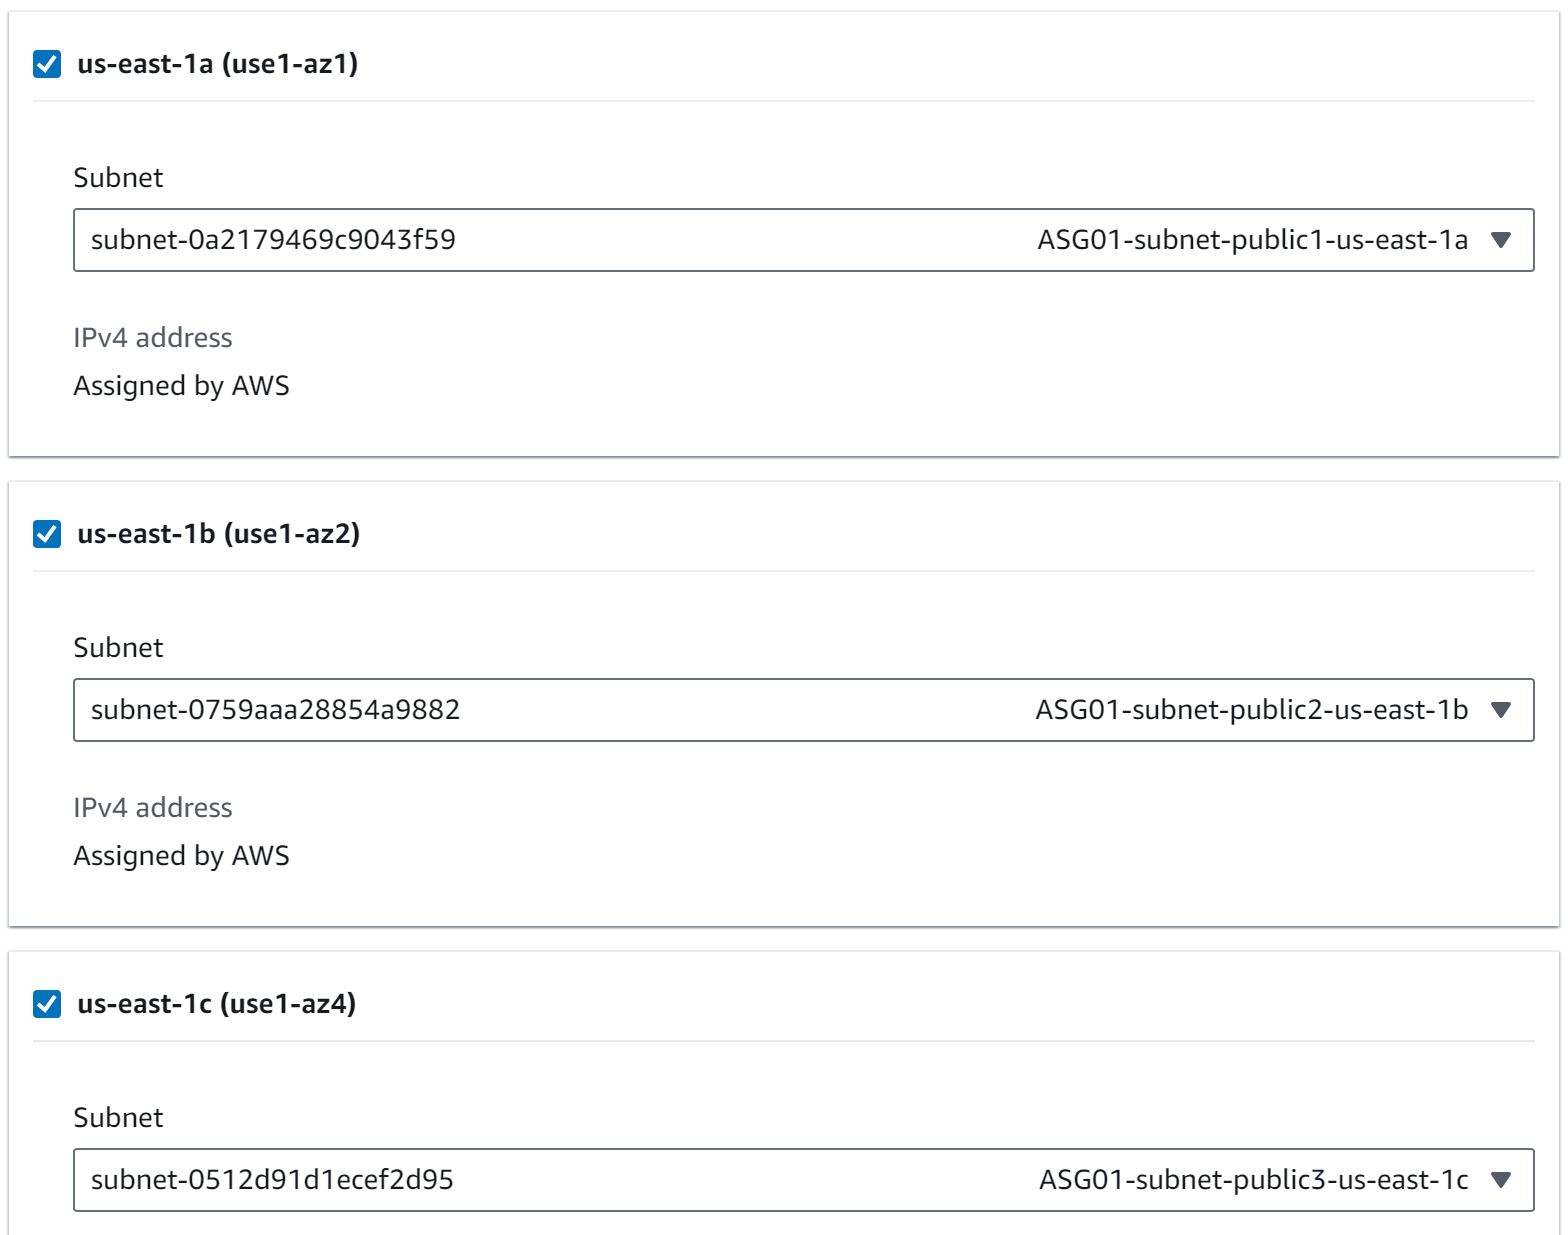 us-east-1a (use1-az1)
Subnet
subnet-0a2179469c9043f59 ASG01-subnet-public1-us-east-1a
IPv4 address
Assigned by AWS
us-east-1b (use1-az2)
Subnet
subnet-0759aaa28854a9882 ASG01-subnet-public2-us-east-1b
IPv4 address
Assigned by AWS
us-east-1c (use1-az4)
Subnet
subnet-0512d91d1ecef2d95 ASG01-subnet-public3-us-east-1c